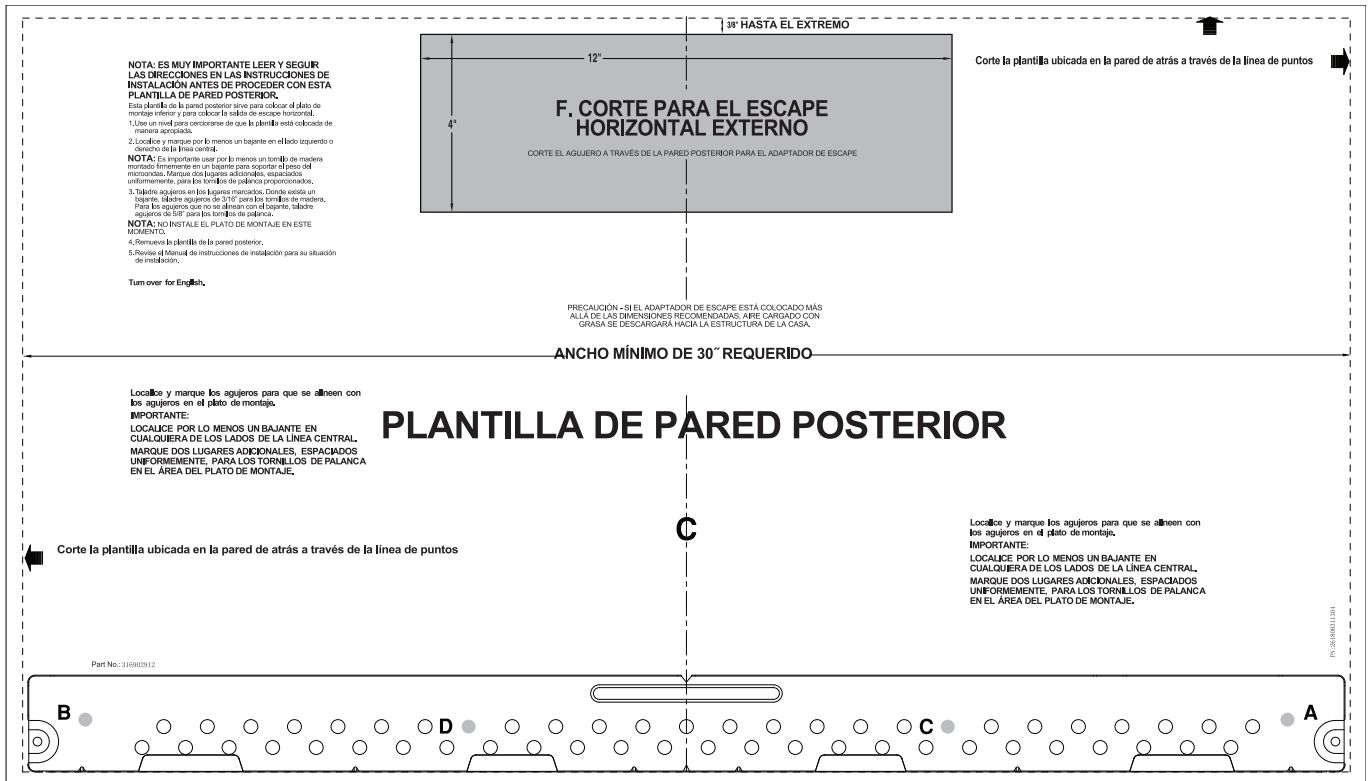 3/8" HASTA EL EXTREMO
12"
4"
F. CORTE PARA EL ESCAPE
HORIZONTAL EXTERNO
CORTE EL AGUJERO A TRAVÉS DE LA PARED POSTERIOR PARA EL ADAPTADOR DE ESCAPE
Corte la plantilla ubicada en la pared de atrás a través de la línea de puntos
NOTA: ES MUY IMPORTANTE LEER Y SEGUIR
LAS DIRECCIONES EN LAS INSTRUCCIONES DE
INSTALACIÓN ANTES DE PROCEDER CON ESTA
PLANTILLA DE PARED POSTERIOR.
Esta plantilla de la pared posterior sirve para colocar el plato de
montaje inferior y para colocar la salida de escape horizontal.
1. Use un nivel para cerciorarse de que la plantilla está colocada de
manera apropiada.
2. Localice y marque por lo menos un bajante en el lado izquierdo o
derecho de la línea central.
NOTA: Es importante usar por lo menos un tornillo de madera
montado firmemente en un bajante para soportar el peso del
microondas. Marque dos lugares adicionales, espaciados
uniformemente, para los tornillos de palanca proporcionados.
3. Taladre agujeros en los lugares marcados. Donde exista un
bajante, taladre agujeros de 3/16" para los tornillos de madera.
Para los agujeros que no se alinean con el bajante, taladre
agujeros de 5/8" para los tornillos de palanca.
NOTA: NO INSTALE EL PLATO DE MONTAJE EN ESTE
MOMENTO.
4. Remueva la plantilla de la pared posterior.
5. Revise el Manual de instrucciones de instalación para su situación
de instalación.
Turn over for English.
PRECAUCIÓN - SI EL ADAPTADOR DE ESCAPE ESTÁ COLOCADO MÁS
ALLÁ DE LAS DIMENSIONES RECOMENDADAS, AIRE CARGADO CON
GRASA SE DESCARGARÁ HACIA LA ESTRUCTURA DE LA CASA.
ANCHO MÍNIMO DE 30˝ REQUERIDO
Localice y marque los agujeros para que se alineen con
los agujeros en el plato de montaje.
IMPORTANTE:
LOCALICE POR LO MENOS UN BAJANTE EN
CUALQUIERA DE LOS LADOS DE LA LÍNEA CENTRAL.
MARQUE DOS LUGARES ADICIONALES, ESPACIADOS
UNIFORMEMENTE, PARA LOS TORNILLOS DE PALANCA
EN EL ÁREA DEL PLATO DE MONTAJE.
PLANTILLA DE PARED POSTERIOR
C
Corte la plantilla ubicada en la pared de atrás a través de la línea de puntos
Localice y marque los agujeros para que se alineen con
los agujeros en el plato de montaje.
IMPORTANTE:
LOCALICE POR LO MENOS UN BAJANTE EN
CUALQUIERA DE LOS LADOS DE LA LÍNEA CENTRAL.
MARQUE DOS LUGARES ADICIONALES, ESPACIADOS
UNIFORMEMENTE, PARA LOS TORNILLOS DE PALANCA
EN EL ÁREA DEL PLATO DE MONTAJE.
Part No.: 316902912
PN:261800311304
B
D
C
A